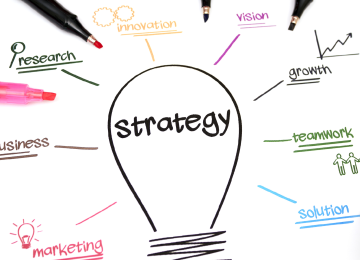 innovation
vision
research
growth
strategy
teamwork
usiness
solution
marketing